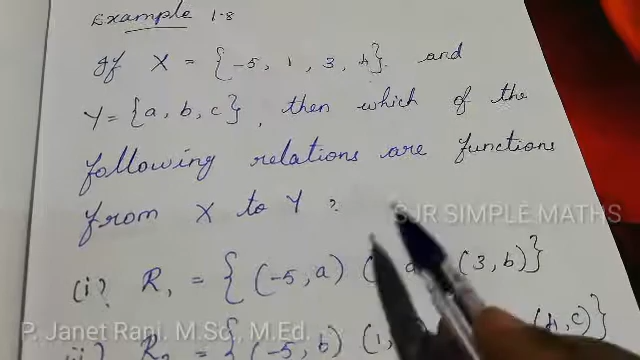 Example 1.8
If X = {-5, 1, 3, 4} and
Y = {a, b, c}, then which of the
following relations are functions
from X to Y ?
SJR SIMPLE MATHS
(i) R₁ = { (-5, a) ( a (3, b)}
P. Janet Rani. M.Sc., M.Ed.
R₂ = { (-5, b) (1, (4, c)}